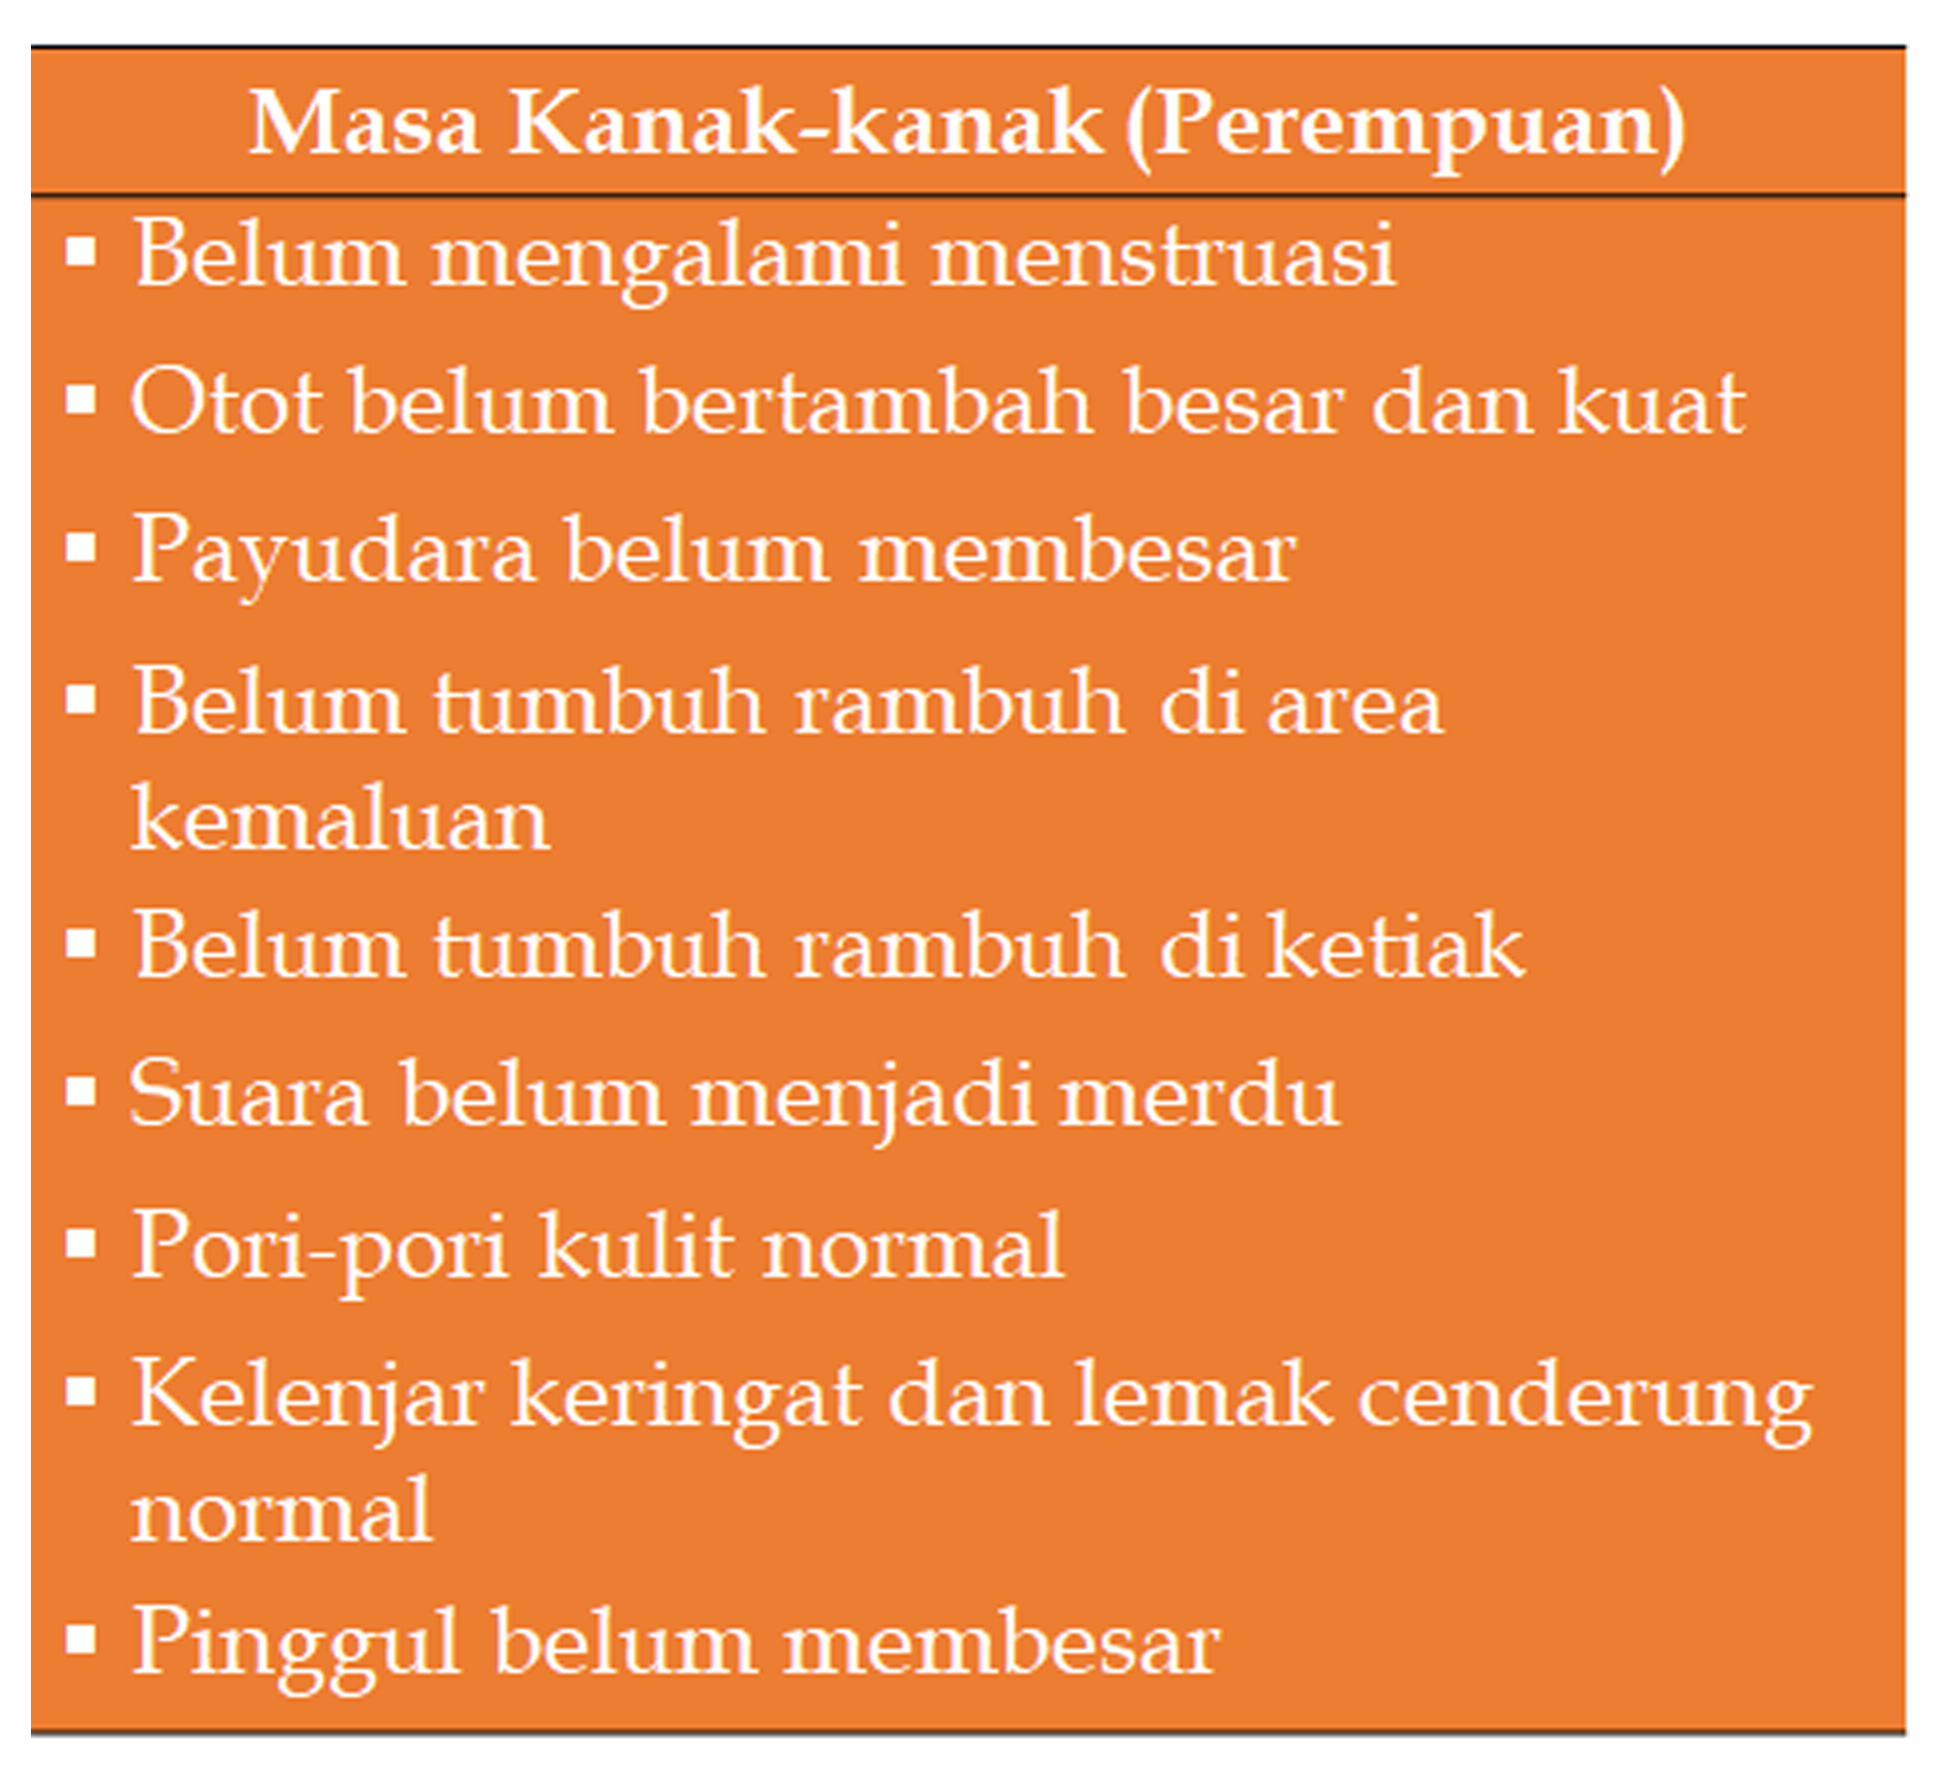 Masa Kanak-kanak (Perempuan)
▪ Belum mengalami menstruasi
▪ Otot belum bertambah besar dan kuat
▪ Payudara belum membesar
▪ Belum tumbuh rambuh di area
kemaluan
▪ Belum tumbuh rambuh di ketiak
▪ Suara belum menjadi merdu
▪ Pori-pori kulit normal
▪ Kelenjar keringat dan lemak cenderung
normal
▪ Pinggul belum membesar